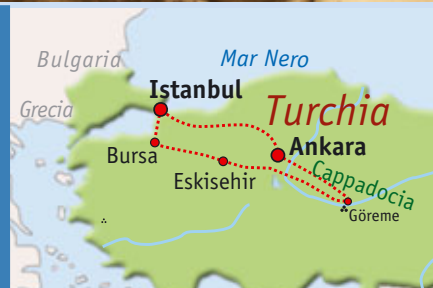 Bulgaria
Mar Nero
Grecia
Istanbul
Turchia
Bursa
Ankara
Eskisehir
Cappadocia
Göreme